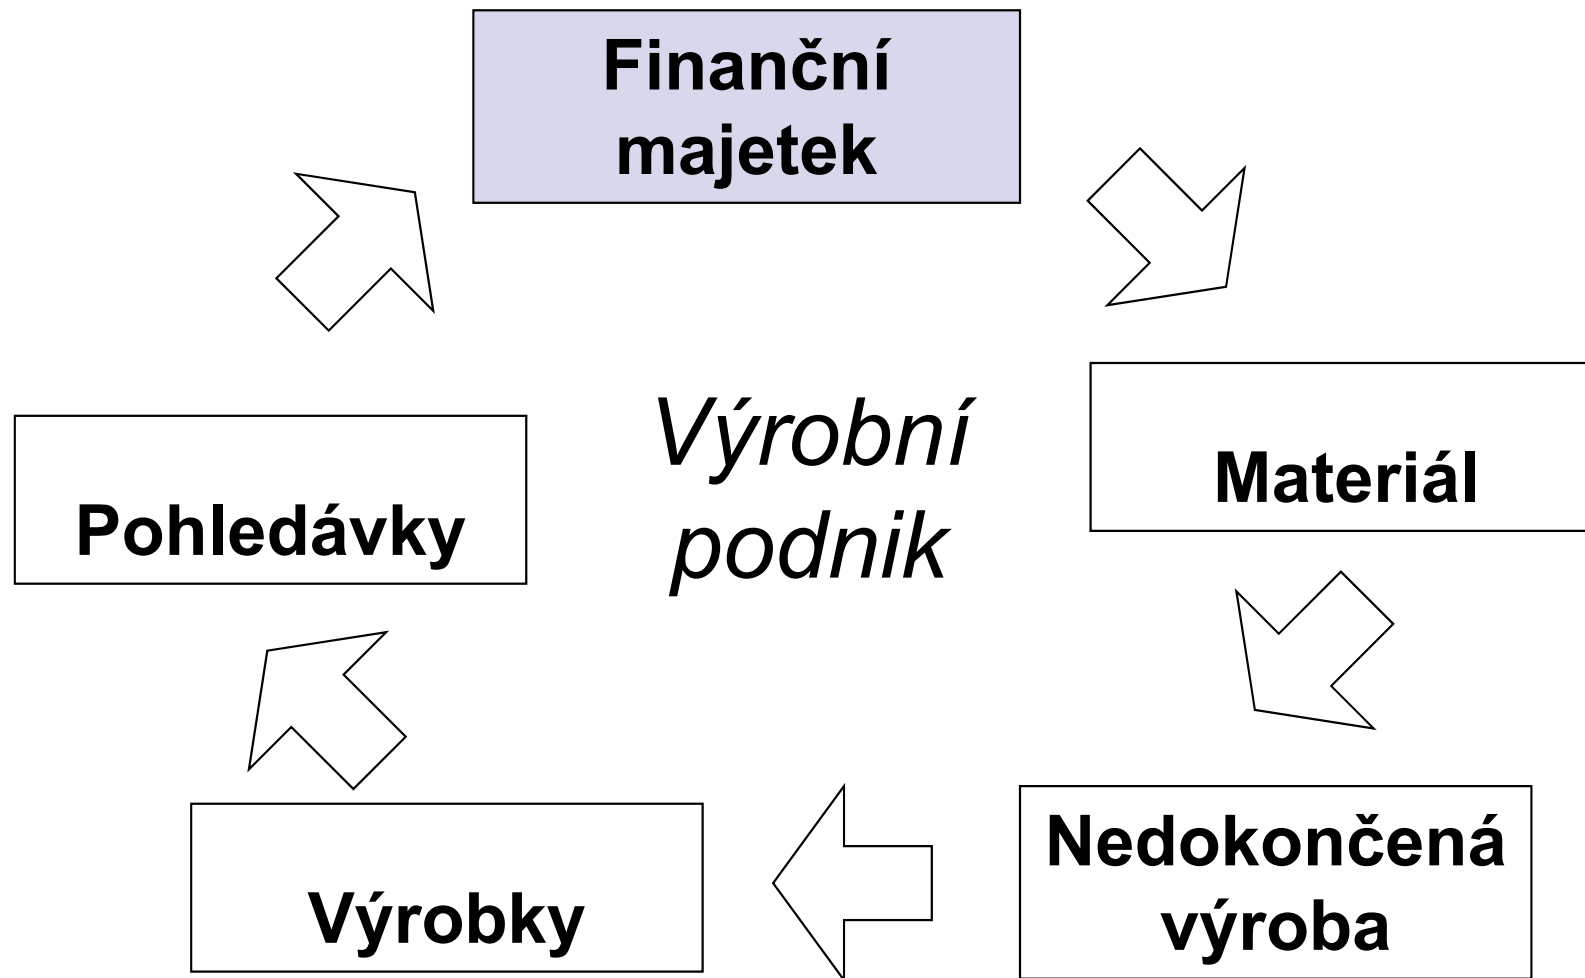 Finanční
majetek
Výrobní
podnik
Materiál
Pohledávky
Nedokončená
výroba
Výrobky